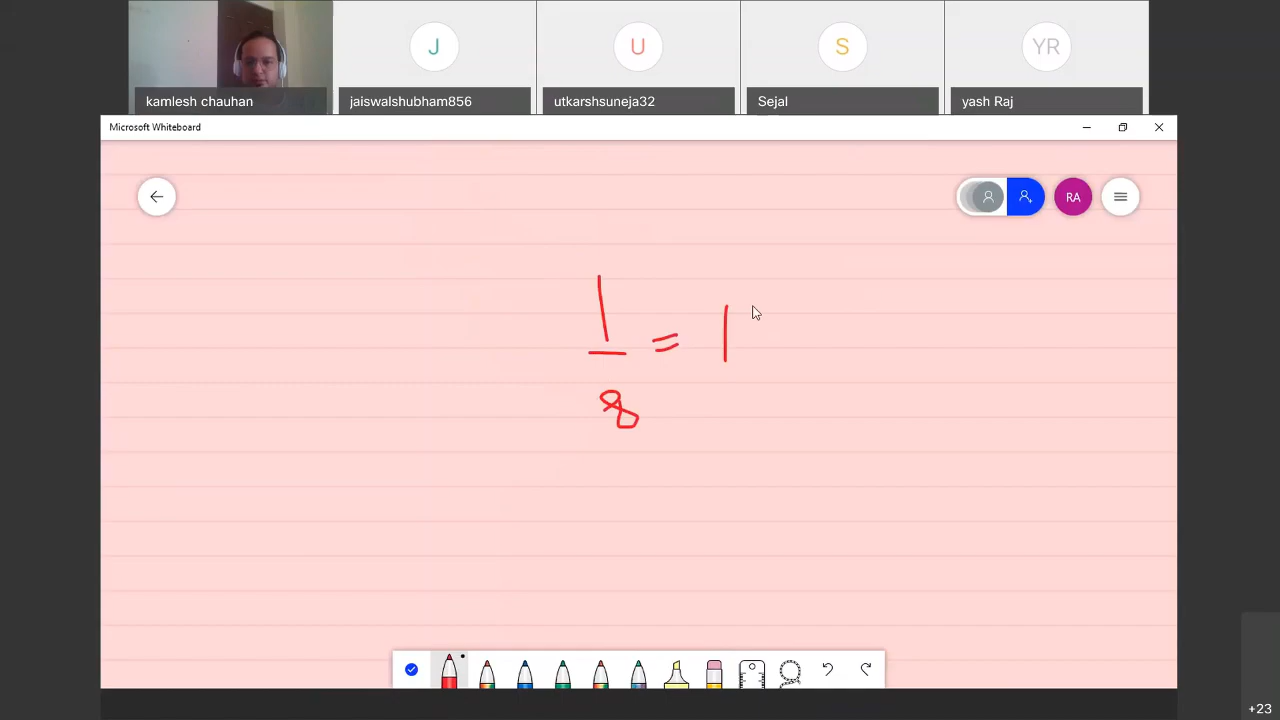 J U S YR
kamlesh chauhan jaiswalshubham856 utkarshsuneja32 Sejal yash Raj
Microsoft Whiteboard
RA
1
— = 1
8
+23